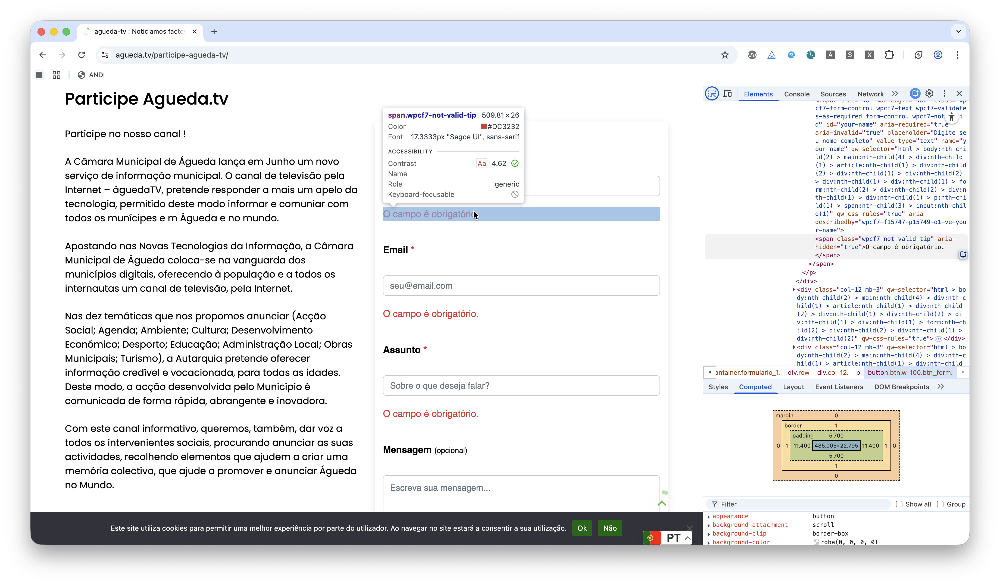 agueda-tv : Noticiamos factos
agueda.tv/participe-agueda-tv/
ANDI
Participe Agueda.tv
Participe no nosso canal !
A Câmara Municipal de Águeda lança em Junho um novo
serviço de informação municipal. O canal de televisão pela
Internet – águedaTV, pretende responder a mais um apelo da
tecnologia, permitido deste modo informar e comuniar com
todos os munícipes e m Águeda e no mundo.
Apostando nas Novas Tecnologias da Informação, a Câmara
Municipal de Águeda coloca-se na vanguarda dos
municípios digitais, oferecendo à população e a todos os
internautas um canal de televisão, pela Internet.
Nas dez temáticas que nos propomos anunciar (Acção
Social; Agenda; Ambiente; Cultura; Desenvolvimento
Económico; Desporto; Educação; Administração Local; Obras
Municipais; Turismo), a Autarquia pretende oferecer
informação credível e vocacionada, para todas as idades.
Deste modo, a acção desenvolvida pelo Município é
comunicada de forma rápida, abrangente e inovadora.
Com este canal informativo, queremos, também, dar voz a
todos os intervenientes sociais, procurando anunciar as suas
actividades, recolhendo elementos que ajudem a criar uma
memória colectiva, que ajude a promover e anunciar Águeda
no Mundo.
span.wpcf7-not-valid-tip 509.81×26
Color #DC3232
Font 17.3333px "Segoe UI", sans-serif
ACCESSIBILITY
Contrast Aa 4.62
Name
Role generic
Keyboard-focusable
O campo é obrigatório
Email *
seu@email.com
O campo é obrigatório.
Assunto *
Sobre o que deseja falar?
O campo é obrigatório.
Mensagem (opcional)
Escreva sua mensagem...
Este site utiliza cookies para permitir uma melhor experiência por parte do utilizador. Ao navegar no site estará a consentir a sua utilização. Ok Não
PT
Elements Console Sources Network
<input size="40" maxlength="400" class="wp
cf7-form-control wpcf7-text wpcf7-validate
s-as-required form-control wpcf7-not i
d" id="your-name" aria-required="true"
aria-invalid="true" placeholder="Digite se
u nome completo" value type="text" name="y
our-name" qw-selector="html > body:nth-chi
ld(2) > main:nth-child(4) > div:nth-child
(1) > article:nth-child(1) > div:nth-child
(2) > div:nth-child(1) > div:nth-child(2)
> div:nth-child(1) > div:nth-child(1) > fo
rm:nth-child(2) > div:nth-child(2) > div:n
th-child(1) > div:nth-child(1) > p:nth-chi
ld(1) > span:nth-child(3) > input:nth-chil
d(1)" qw-css-rules="true" aria-
describedby="wpcf7-f15747-p15749-o1-ve-you
r-name">
<span class="wpcf7-not-valid-tip" aria-
hidden="true">O campo é obrigatório.
</span>
</span>
</p>
</div>
<div class="col-12 mb-3" qw-selector="html > bo
dy:nth-child(2) > main:nth-child(4) > div:nth-c
hild(1) > article:nth-child(1) > div:nth-child
(2) > div:nth-child(1) > div:nth-child(2) > di
v:nth-child(1) > div:nth-child(1) > form:nth-ch
ild(2) > div:nth-child(2) > div:nth-child(1) >
div:nth-child(2)" qw-css-rules="true">…</div>
<div class="col-12 mb-3" qw-selector="html > bo
dy:nth-child(2) > main:nth-child(4) > div:nth-c
hild(1) > article:nth-child(1) > div:nth-child
ontainer.formulario_1. div.row div.col-12. p button.btn.w-100.btn_form.
Styles Computed Layout Event Listeners DOM Breakpoints
margin 0
border 1
padding 5.700
0 1 11.400 485.005×22.795 11.400 1 0
5.700
1
0
Filter Show all Group
appearance button
background-attachment scroll
background-clip border-box
background-color rgba(0, 0, 0, 0)